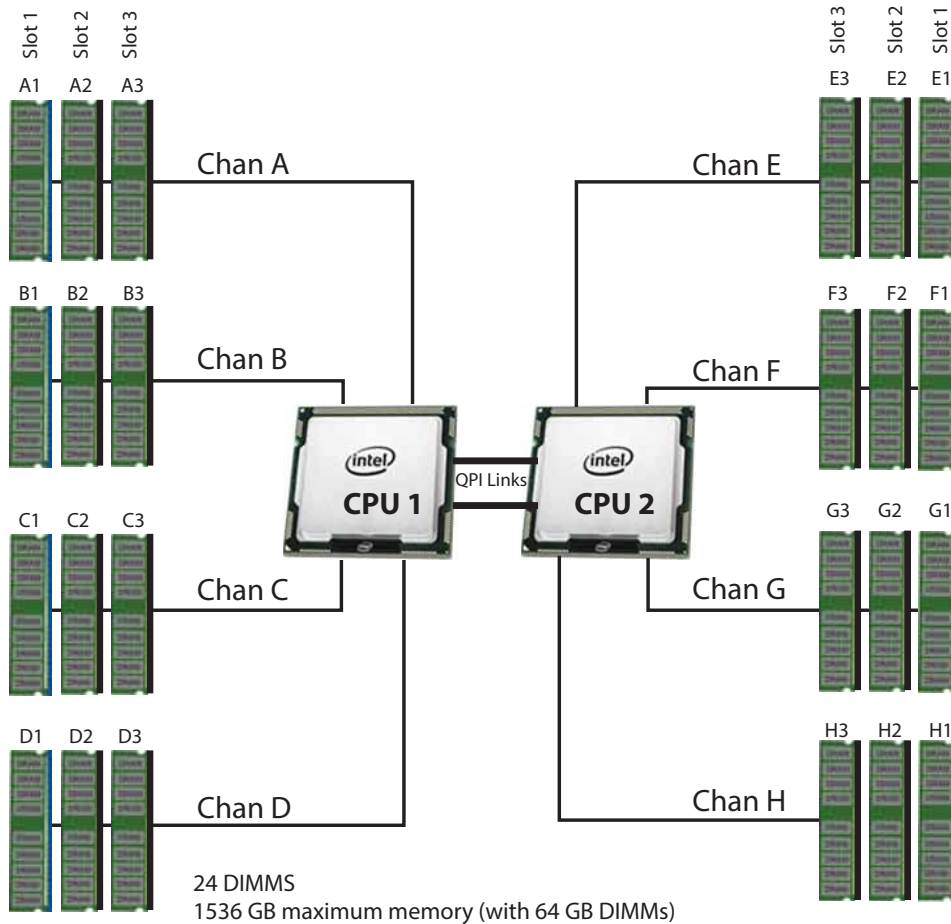 Slot 1 Slot 2 Slot 3
Slot 3 Slot 2 Slot 1
A1 A2 A3
E3 E2 E1
Chan A
Chan E
B1 B2 B3
F3 F2 F1
Chan B
Chan F
intel
CPU 1
QPI Links
intel
CPU 2
C1 C2 C3
G3 G2 G1
Chan C
Chan G
D1 D2 D3
H3 H2 H1
Chan D
Chan H
24 DIMMS
1536 GB maximum memory (with 64 GB DIMMs)